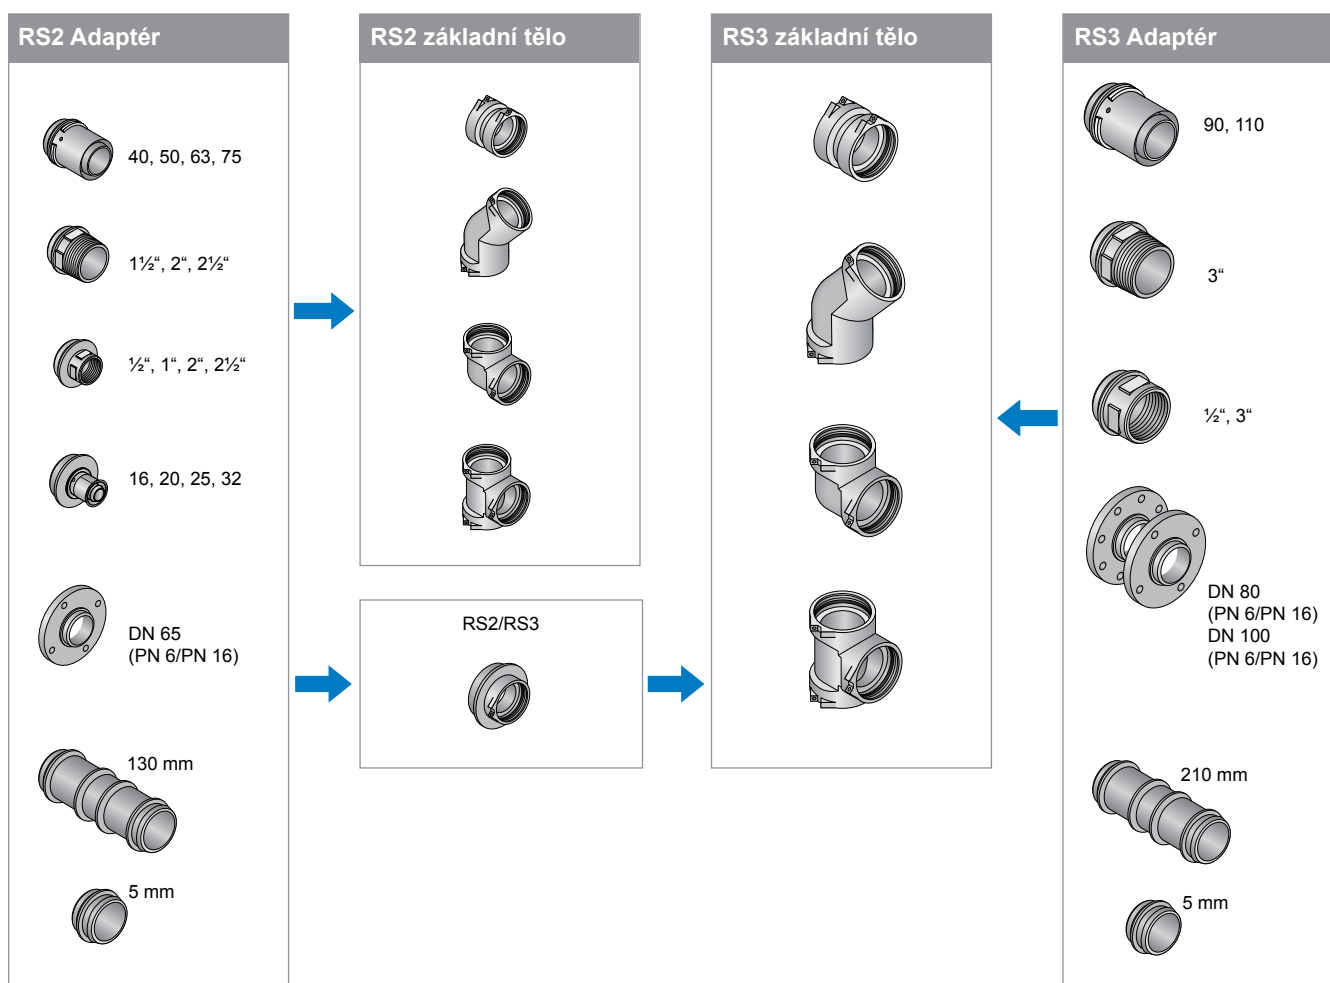 RS2 Adaptér
40, 50, 63, 75
1½“, 2“, 2½“
½“, 1“, 2“, 2½“
16, 20, 25, 32
DN 65
(PN 6/PN 16)
130 mm
5 mm
RS2 základní tělo
RS2/RS3
RS3 základní tělo
RS3 Adaptér
90, 110
3“
½“, 3“
DN 80
(PN 6/PN 16)
DN 100
(PN 6/PN 16)
210 mm
5 mm